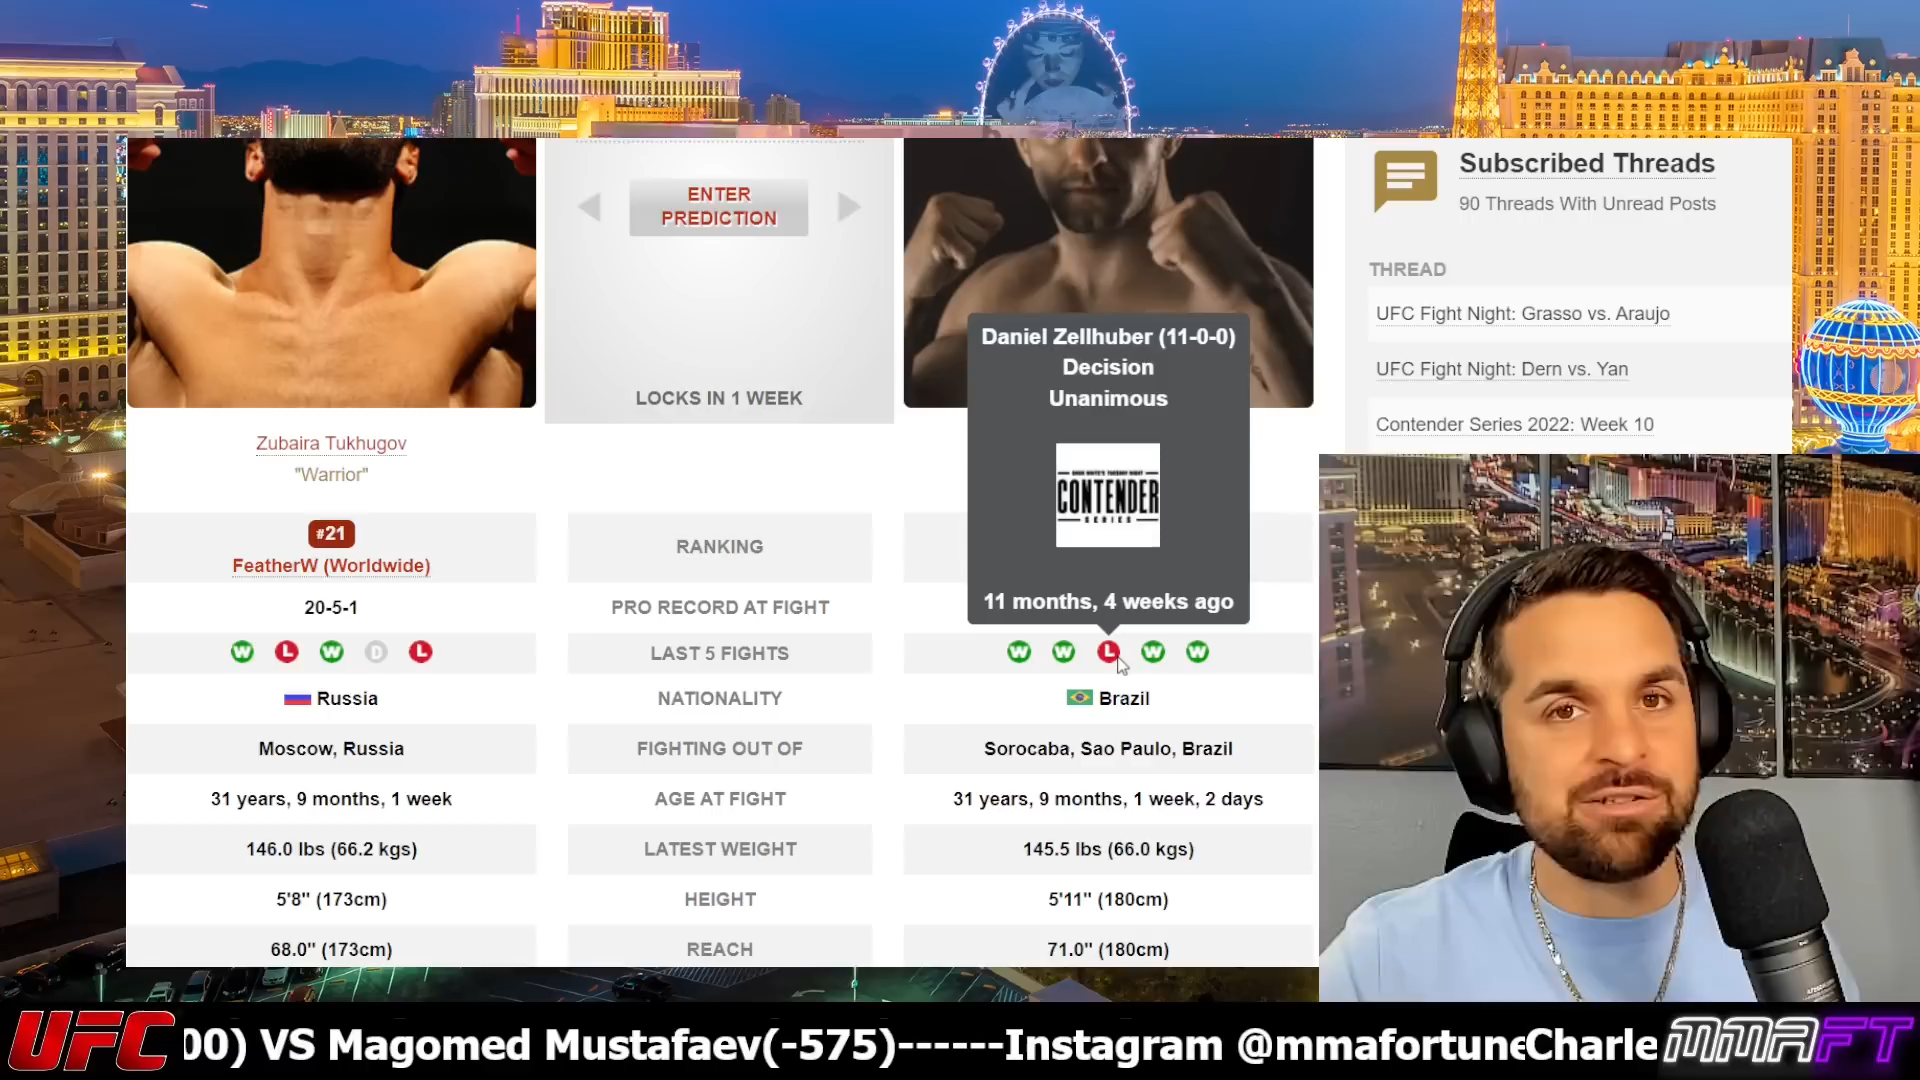 ENTER
PREDICTION
LOCKS IN 1 WEEK
Subscribed Threads
90 Threads With Unread Posts
THREAD
UFC Fight Night: Grasso vs. Araujo
UFC Fight Night: Dern vs. Yan
Contender Series 2022: Week 10
Daniel Zellhuber (11-0-0)
Decision
Unanimous
CONTENDER
SERIES
11 months, 4 weeks ago
Zubaira Tukhugov
"Warrior"
#21
FeatherW (Worldwide)
RANKING
20-5-1
PRO RECORD AT FIGHT
W L W D L
LAST 5 FIGHTS
W W L W W
Russia
NATIONALITY
Brazil
Moscow, Russia
FIGHTING OUT OF
Sorocaba, Sao Paulo, Brazil
31 years, 9 months, 1 week
AGE AT FIGHT
31 years, 9 months, 1 week, 2 days
146.0 lbs (66.2 kgs)
LATEST WEIGHT
145.5 lbs (66.0 kgs)
5'8" (173cm)
HEIGHT
5'11" (180cm)
68.0" (173cm)
REACH
71.0" (180cm)
UFC
00) VS Magomed Mustafaev(-575)------Instagram @mmafortune
Charle
MMAFT